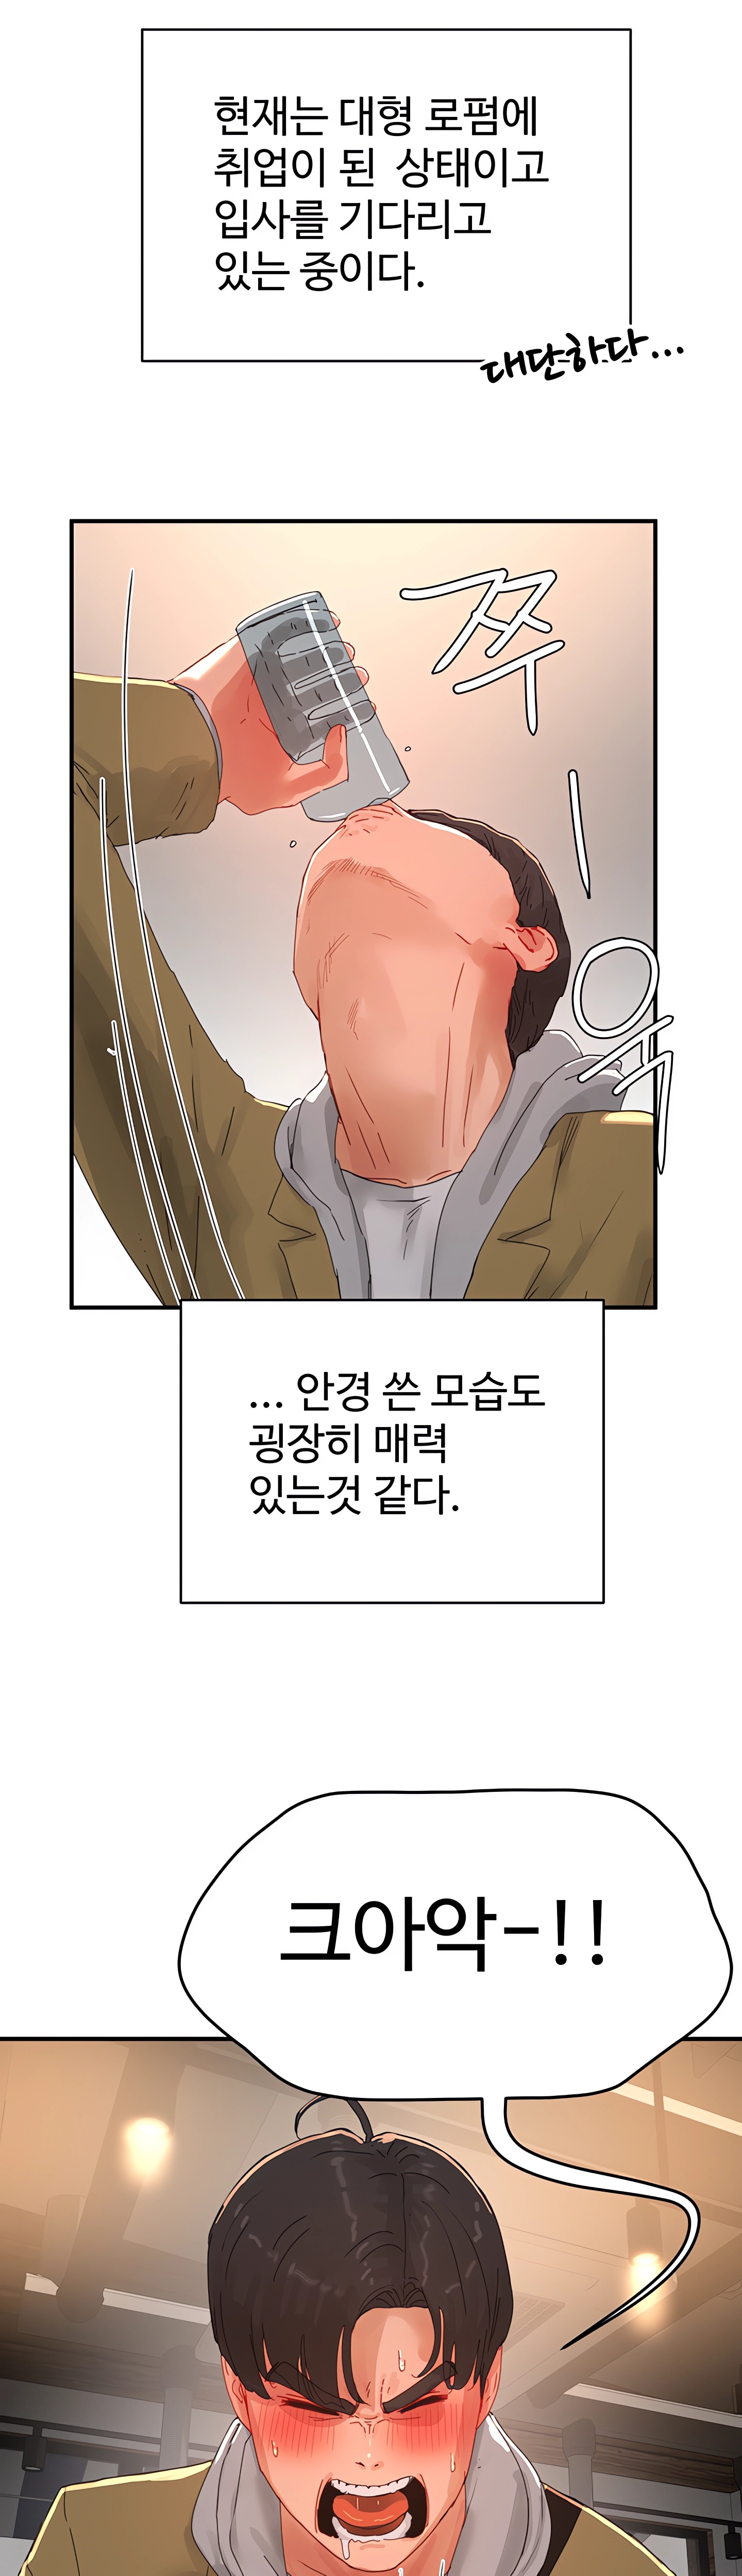 현재는 대형 로펌에
취업이 된 상태이고
입사를 기다리고
있는 중이다.
대단하다...
쭈
욱
... 안경 쓴 모습도
굉장히 매력
있는것 같다.
크아악-!!